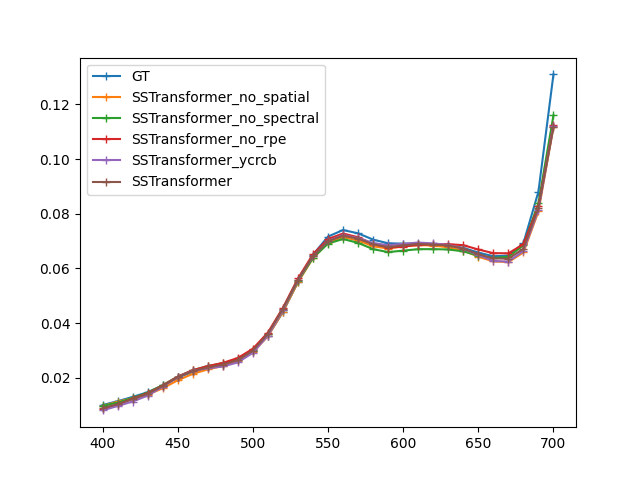 GT
SSTransformer_no_spatial
SSTransformer_no_spectral
SSTransformer_no_rpe
SSTransformer_ycrcb
SSTransformer
0.12
0.10
0.08
0.06
0.04
0.02
400 450 500 550 600 650 700